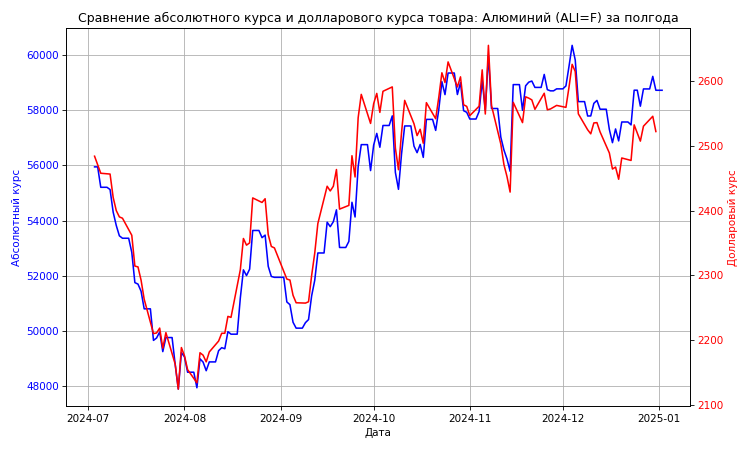 Сравнение абсолютного курса и долларового курса товара: Алюминий (ALI=F) за полгода
60000
58000
56000
54000
52000
50000
48000
Абсолютный курс
2600
2500
2400
2300
2200
2100
Долларовый курс
2024-07 2024-08 2024-09 2024-10 2024-11 2024-12 2025-01
Дата